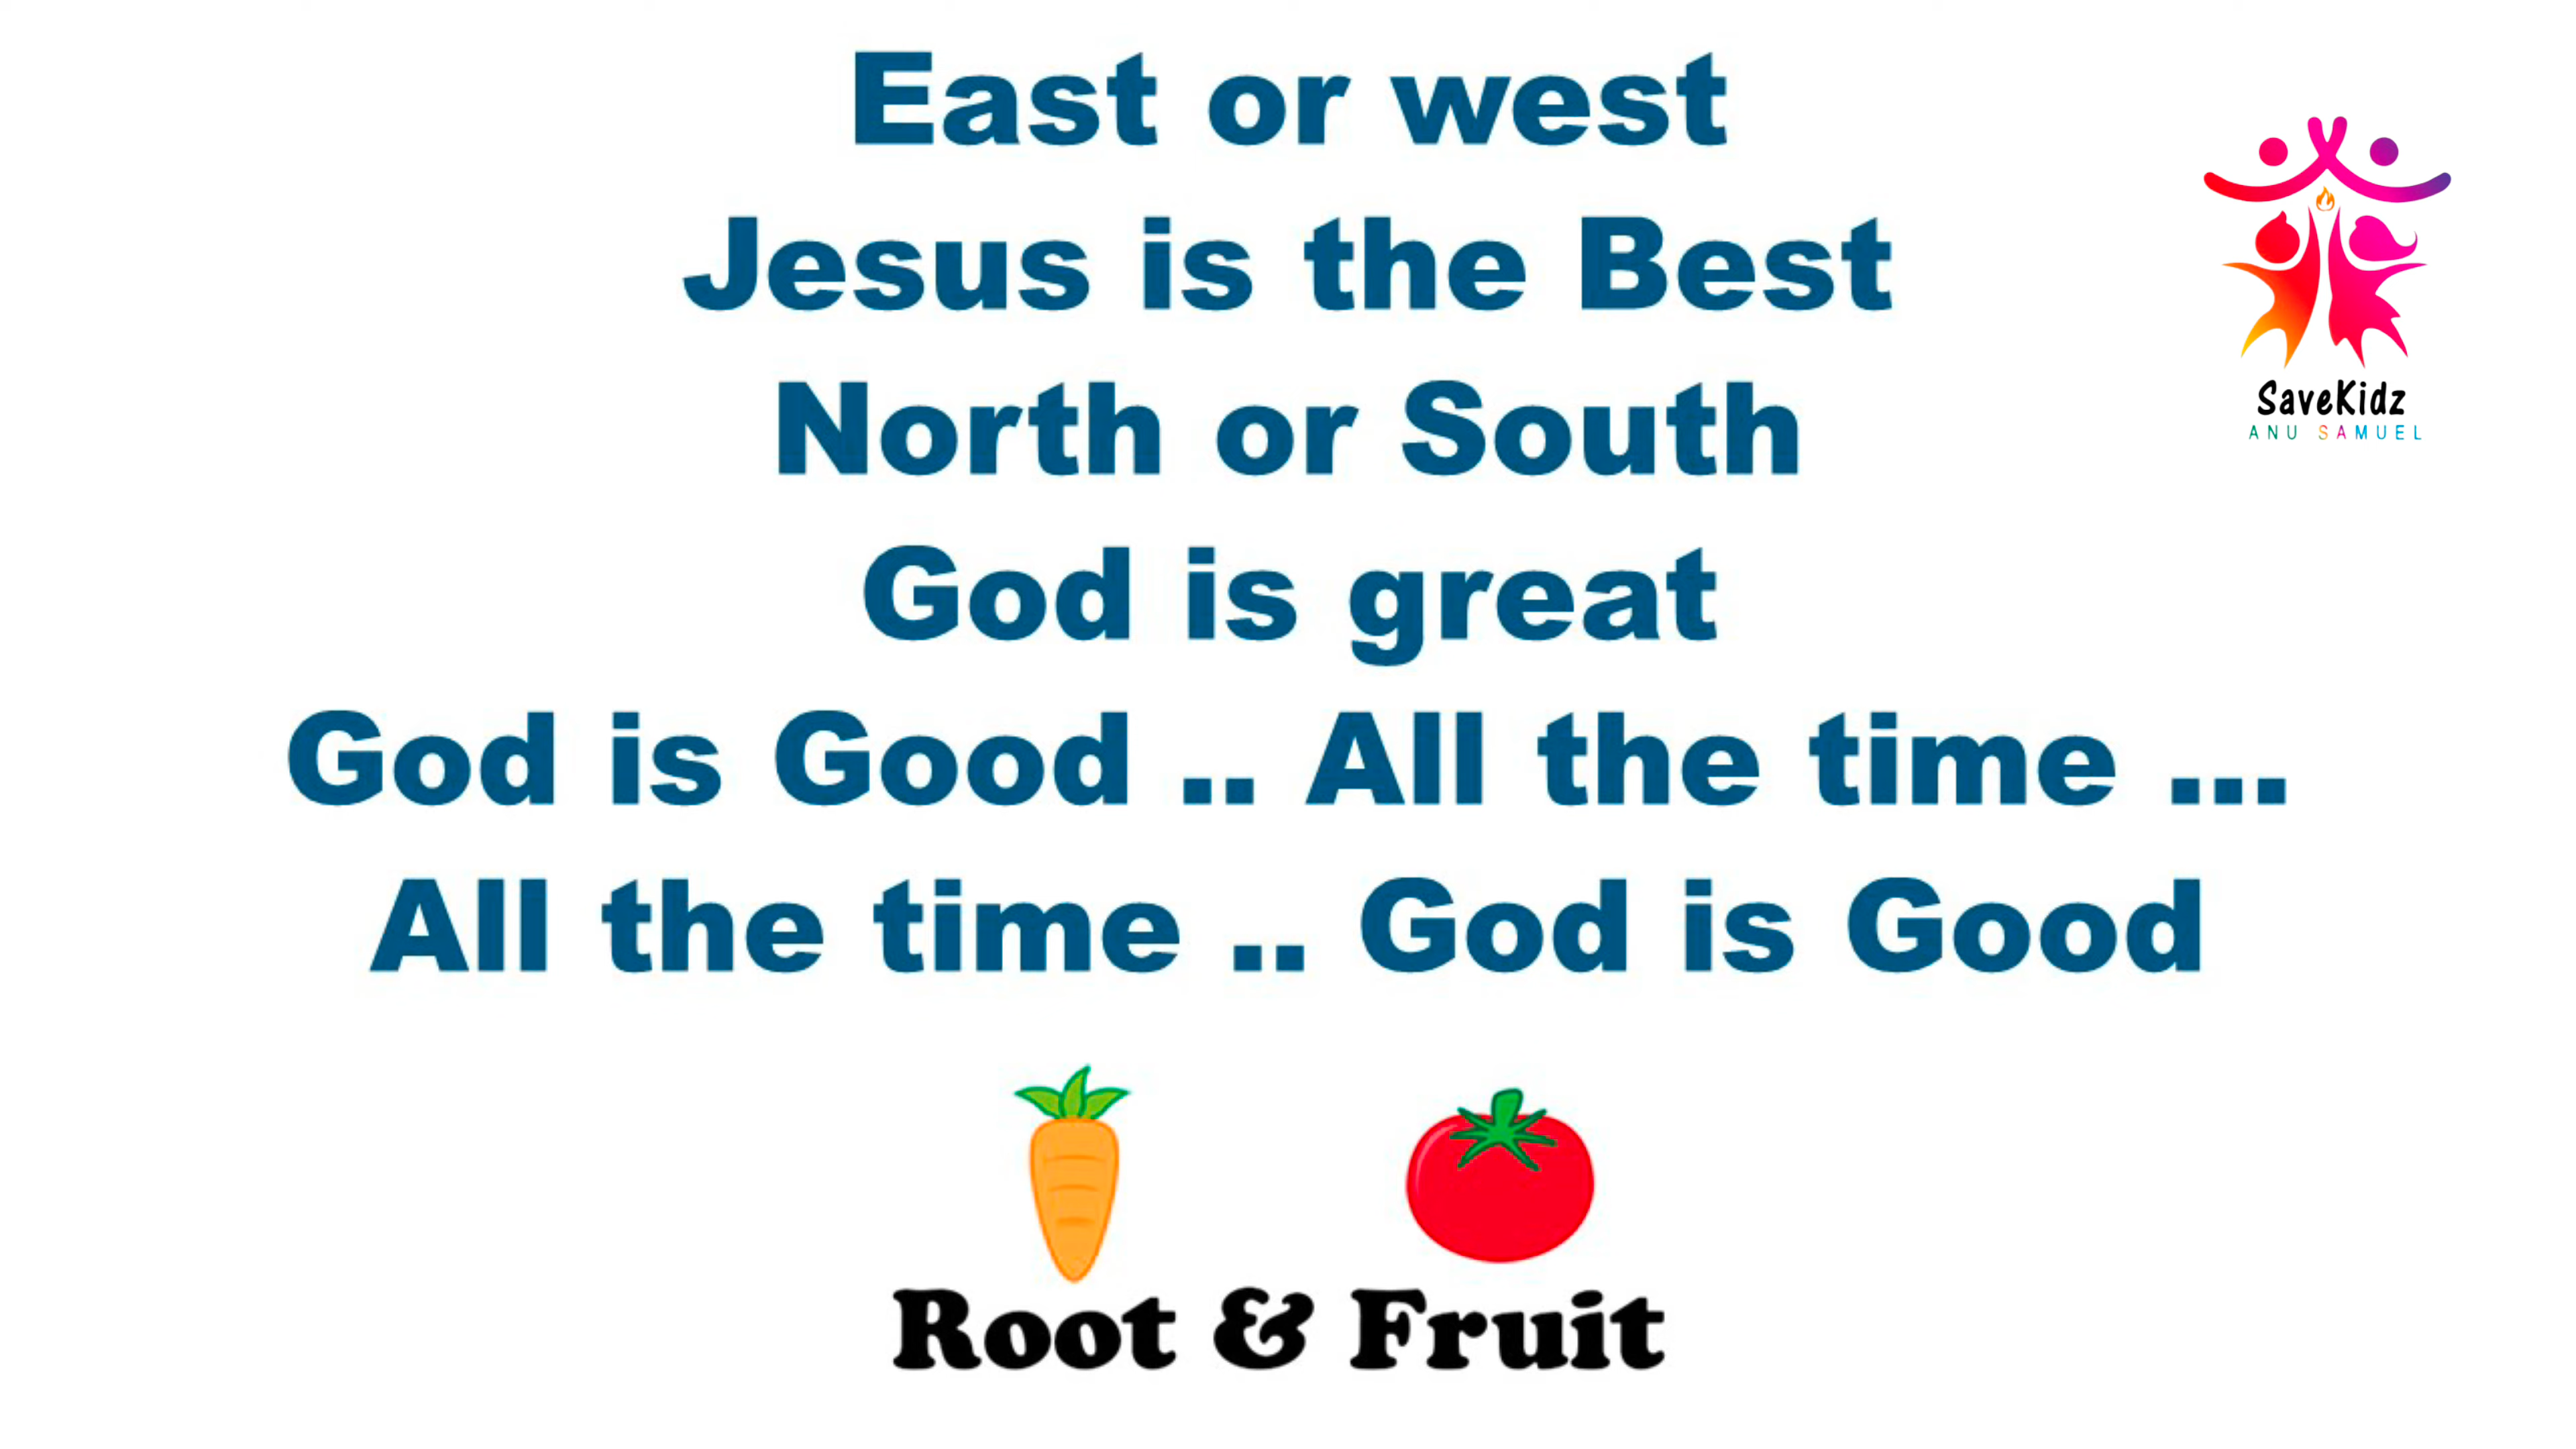 East or west
Jesus is the Best
North or South
God is great
God is Good .. All the time ...
All the time .. God is Good
SaveKidz
ANU SAMUEL
Root & Fruit